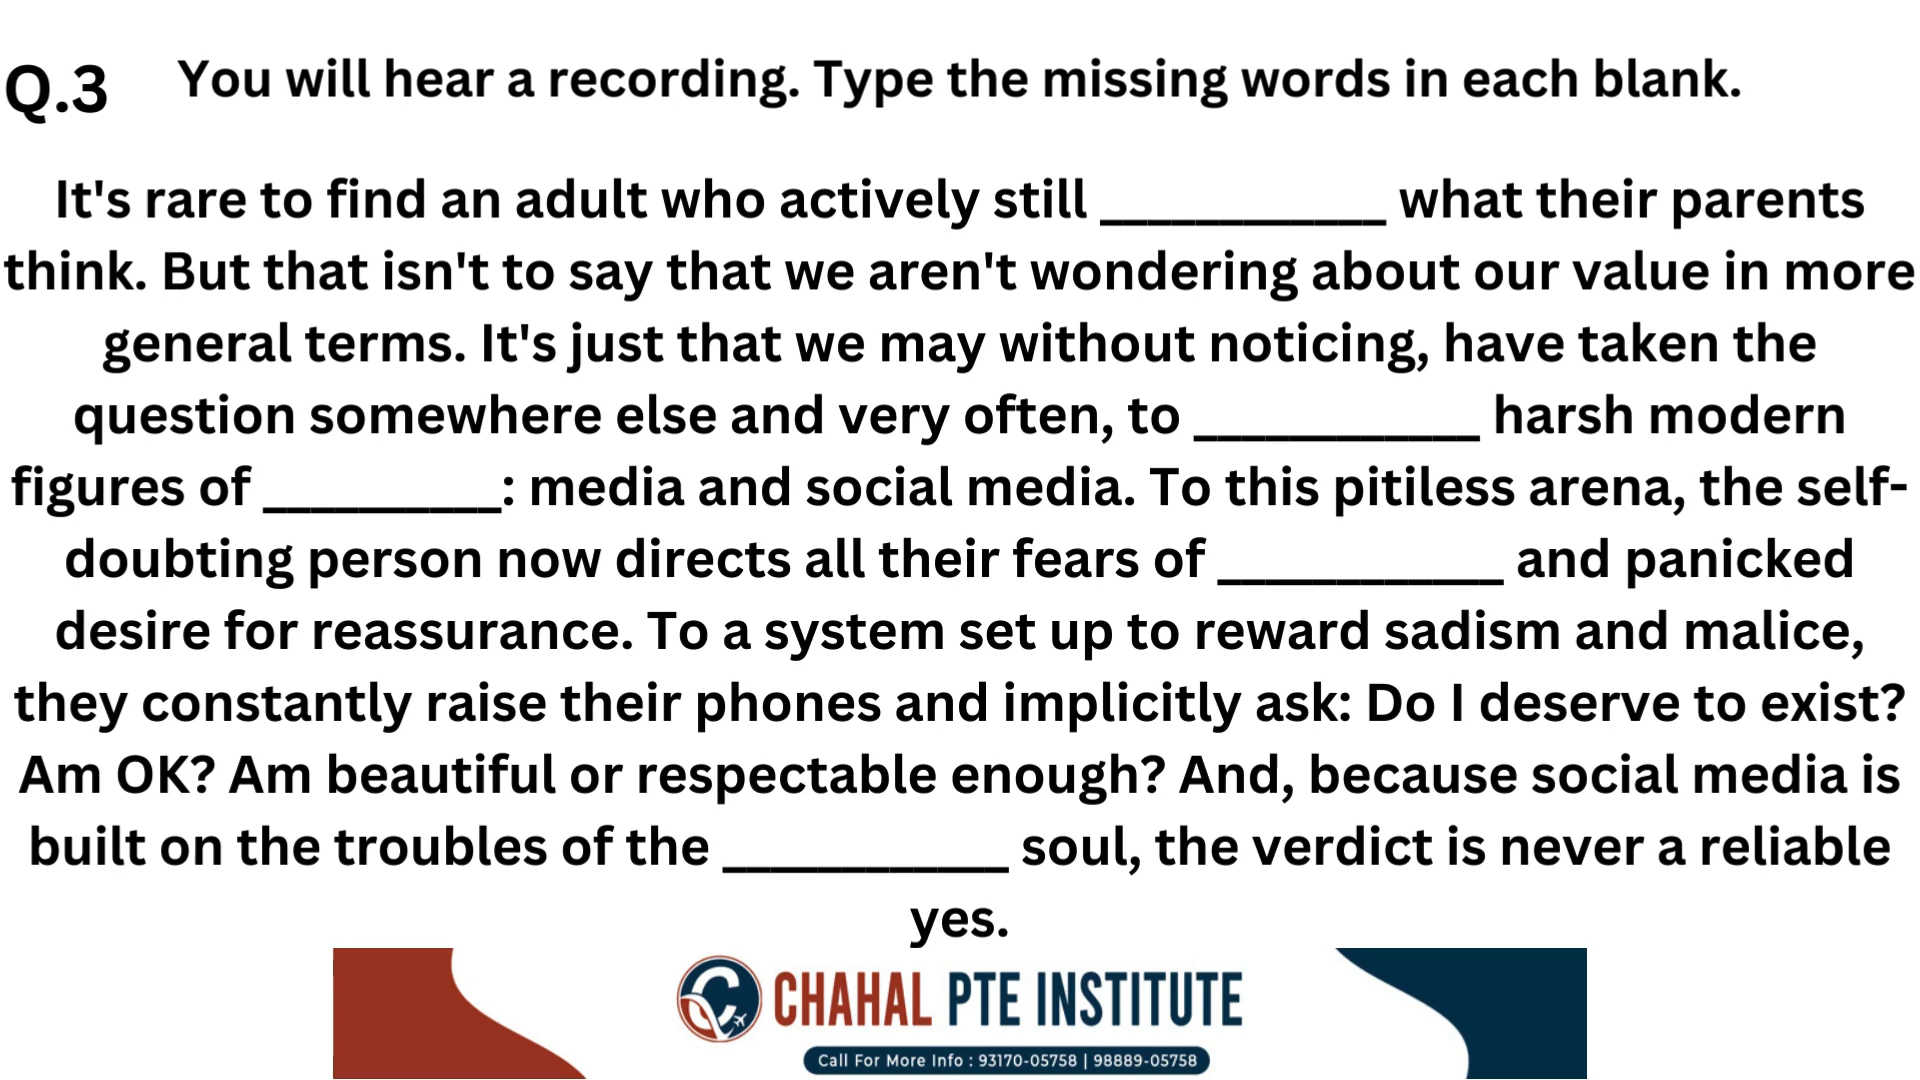 Q.3 You will hear a recording. Type the missing words in each blank.
It's rare to find an adult who actively still ____________ what their parents
think. But that isn't to say that we aren't wondering about our value in more
general terms. It's just that we may without noticing, have taken the
question somewhere else and very often, to ____________ harsh modern
figures of __________: media and social media. To this pitiless arena, the self-
doubting person now directs all their fears of ____________ and panicked
desire for reassurance. To a system set up to reward sadism and malice,
they constantly raise their phones and implicitly ask: Do I deserve to exist?
Am OK? Am beautiful or respectable enough? And, because social media is
built on the troubles of the ____________ soul, the verdict is never a reliable
yes.
CHAHAL PTE INSTITUTE
Call For More Info : 93170-05758 | 98889-05758